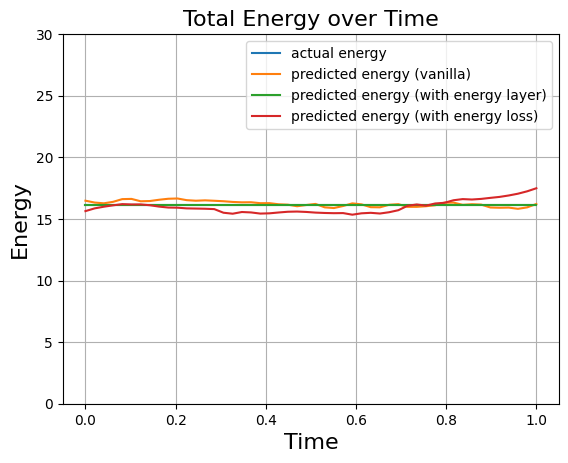 Total Energy over Time
30
25
20
15
10
5
0
Energy
actual energy
predicted energy (vanilla)
predicted energy (with energy layer)
predicted energy (with energy loss)
0.0 0.2 0.4 0.6 0.8 1.0
Time